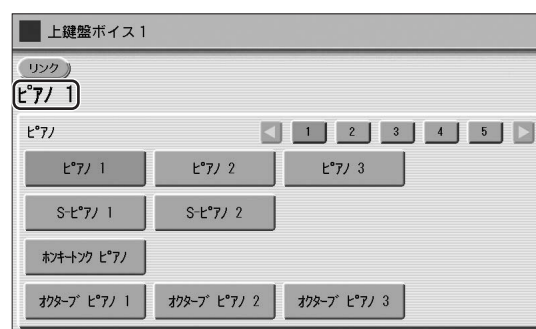 上鍵盤ボイス1
リンク
ピアノ 1
ピアノ 1 2 3 4 5
ピアノ 1 ピアノ 2 ピアノ 3
S-ピアノ 1 S-ピアノ 2
ホンキートンク ピアノ
オクターブ ピアノ 1 オクターブ ピアノ 2 オクターブ ピアノ 3